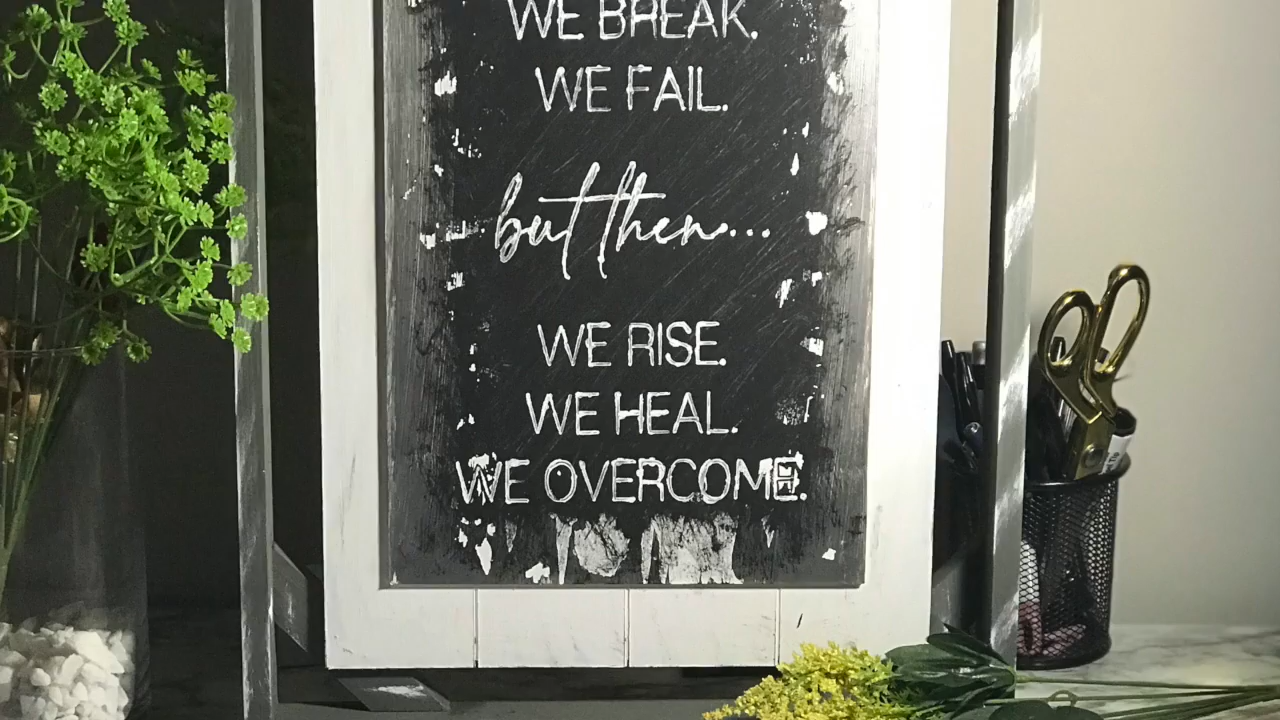 WE BREAK.
WE FAIL.
but then...
WE RISE.
WE HEAL.
WE OVERCOME.